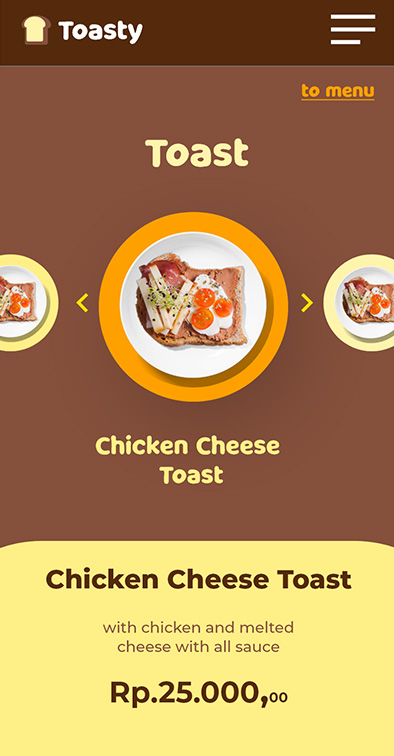 Toasty
to menu
Toast
Chicken Cheese
Toast
Chicken Cheese Toast
with chicken and melted
cheese with all sauce
Rp.25.000,00